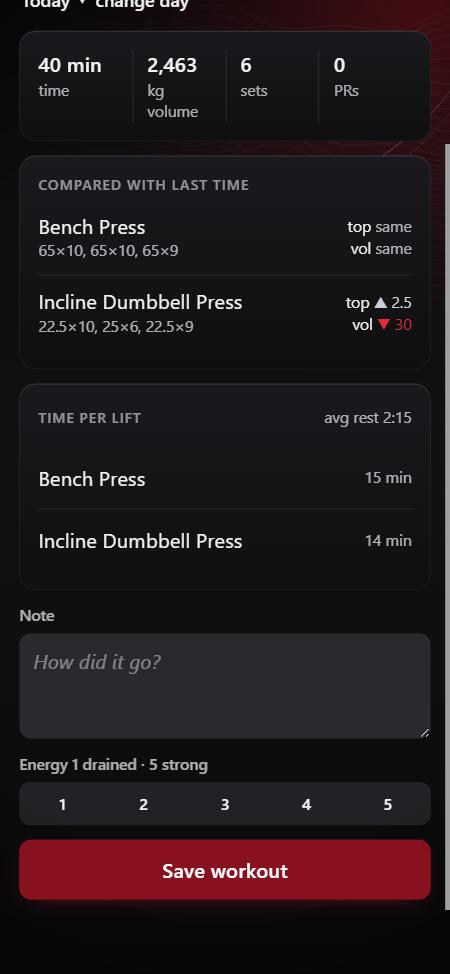 Today ▾ change day
40 min
time
2,463
kg
volume
6
sets
0
PRs
COMPARED WITH LAST TIME
Bench Press
65×10, 65×10, 65×9
top same
vol same
Incline Dumbbell Press
22.5×10, 25×6, 22.5×9
top ▲ 2.5
vol ▼ 30
TIME PER LIFT
avg rest 2:15
Bench Press
15 min
Incline Dumbbell Press
14 min
Note
How did it go?
Energy 1 drained · 5 strong
1 2 3 4 5
Save workout